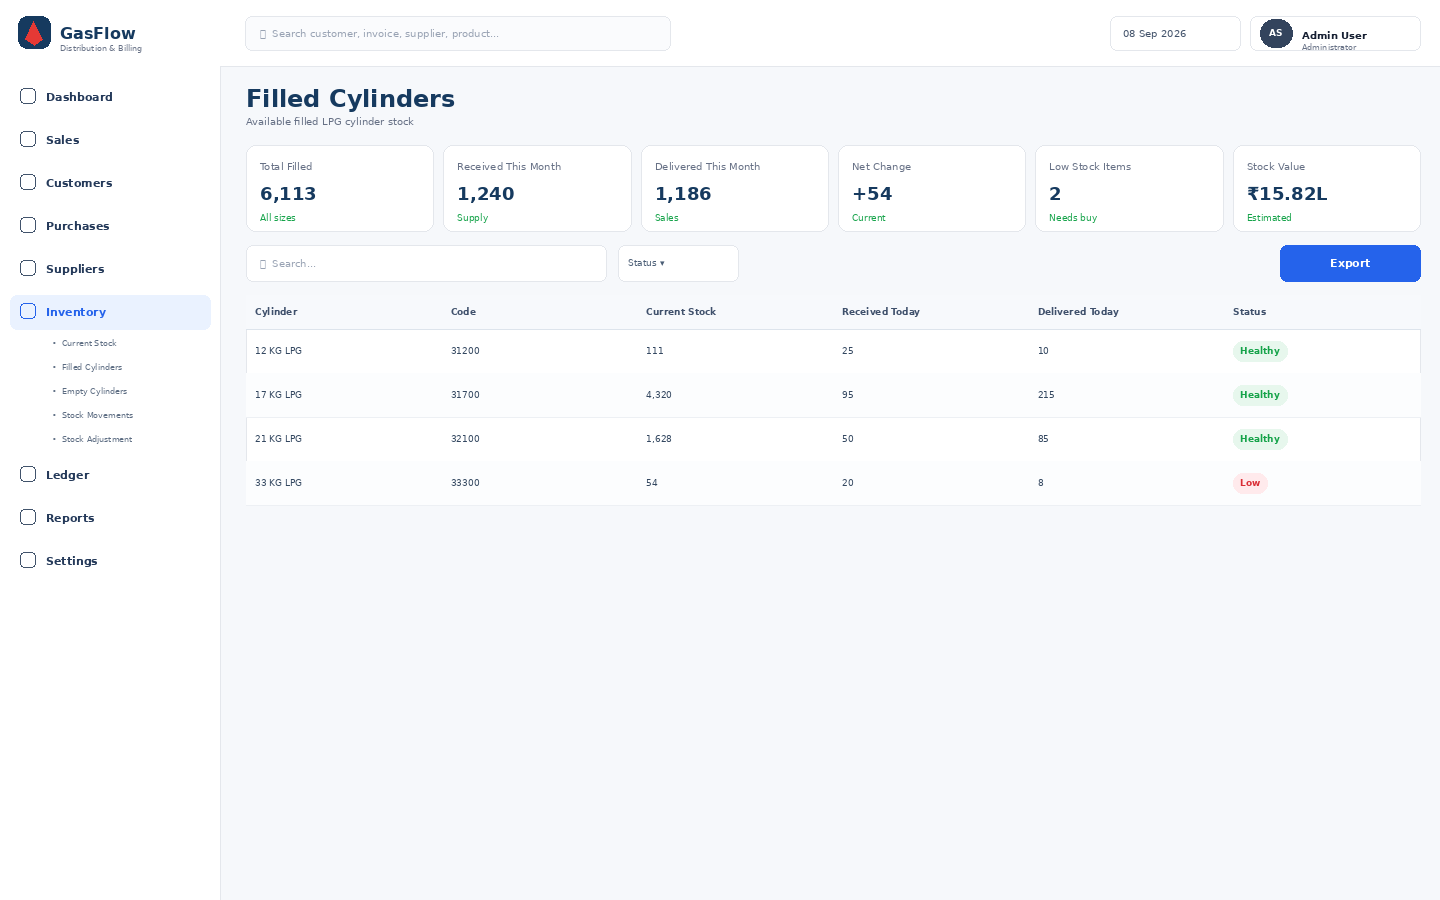 GasFlow
Distribution & Billing
Search customer, invoice, supplier, product...
08 Sep 2026
AS
Admin User
Administrator
Dashboard
Sales
Customers
Purchases
Suppliers
Inventory
• Current Stock
• Filled Cylinders
• Empty Cylinders
• Stock Movements
• Stock Adjustment
Ledger
Reports
Settings
Filled Cylinders
Available filled LPG cylinder stock
Total Filled
6,113
All sizes
Received This Month
1,240
Supply
Delivered This Month
1,186
Sales
Net Change
+54
Current
Low Stock Items
2
Needs buy
Stock Value
₹15.82L
Estimated
Search...
Status ▾
Export
Cylinder Code Current Stock Received Today Delivered Today Status
12 KG LPG 31200 111 25 10 Healthy
17 KG LPG 31700 4,320 95 215 Healthy
21 KG LPG 32100 1,628 50 85 Healthy
33 KG LPG 33300 54 20 8 Low